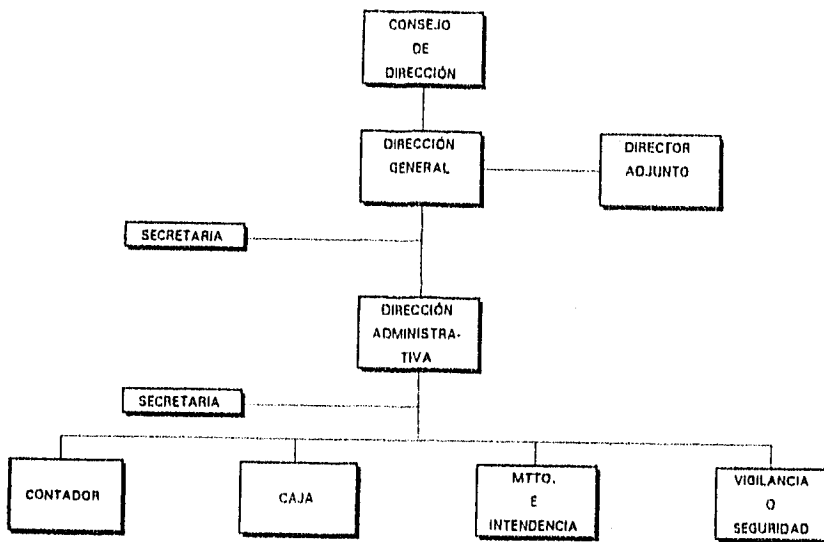 CONSEJO
DE
DIRECCIÓN
DIRECCIÓN
GENERAL
DIRECTOR
ADJUNTO
SECRETARIA
DIRECCIÓN
ADMINISTRA-
TIVA
SECRETARIA
CONTADOR
CAJA
MTTO.
E
INTENDENCIA
VIGILANCIA
O
SEGURIDAD